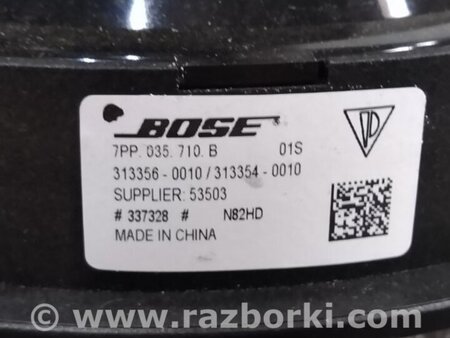 BOSE
7PP. 035. 710. B 01S
313356 - 0010 / 313354 - 0010
SUPPLIER: 53503
# 337328 # N82HD
MADE IN CHINA
© www.razborki.com